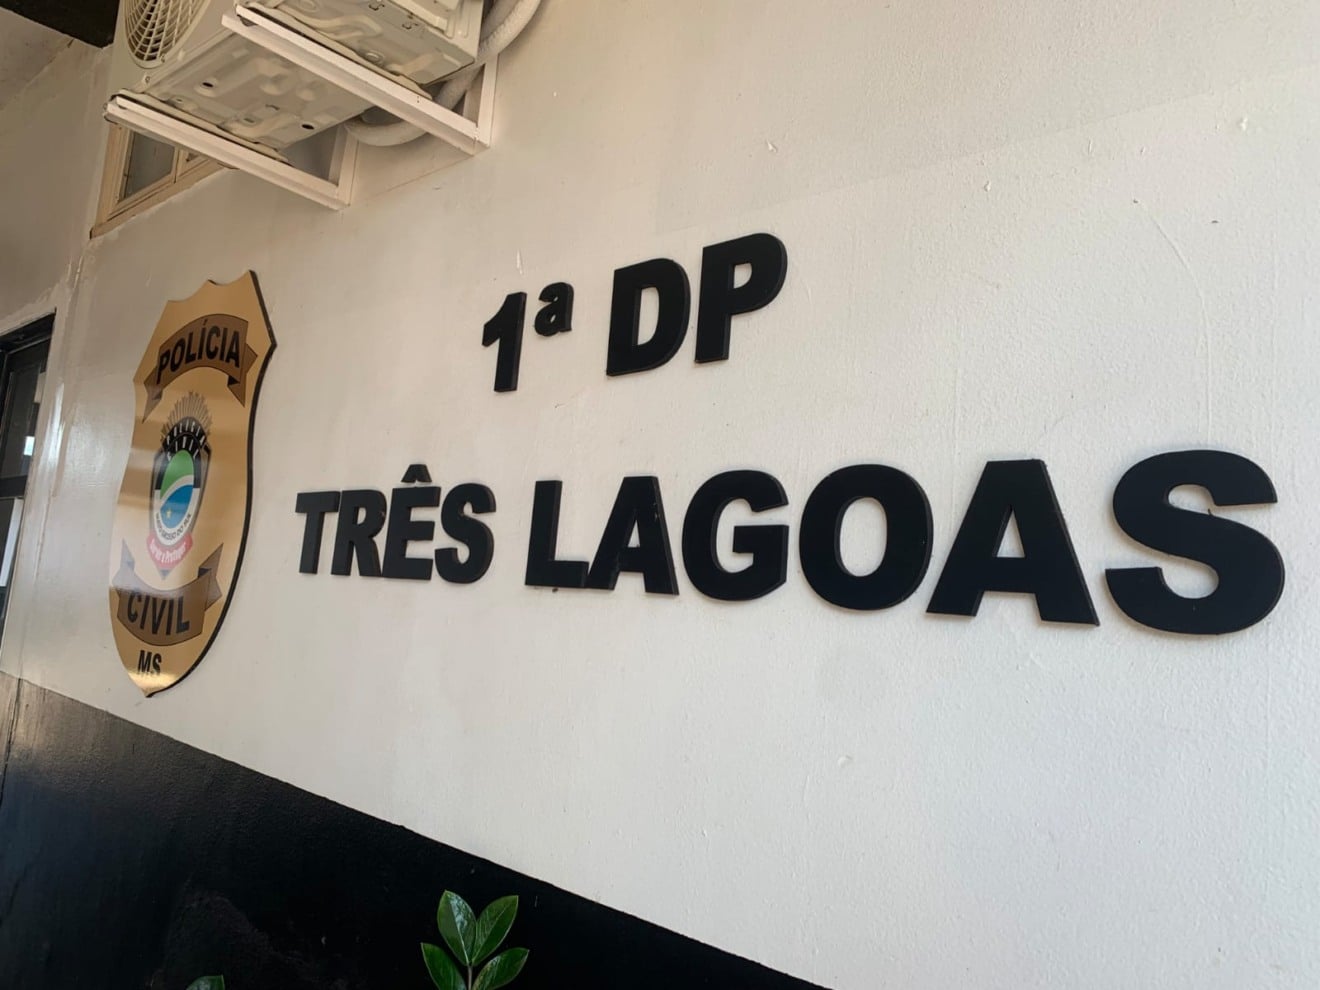 1ª DP
TRÊS LAGOAS
POLÍCIA
CIVIL
MS